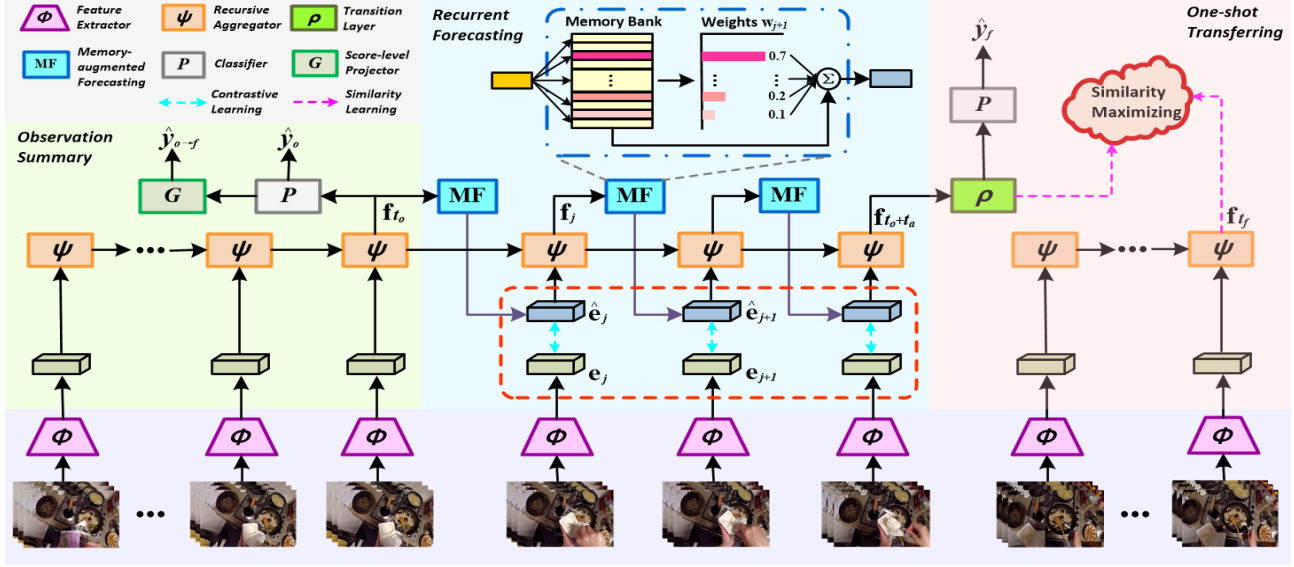 Φ Feature
Extractor
ψ Recursive
Aggregator
ρ Transition
Layer
MF Memory-
augmented
Forecasting
P Classifier
G Score-level
Projector
Contrastive
Learning
Similarity
Learning
Recurrent
Forecasting
Memory Bank
Weights w_{j+1}
0.7
0.2
0.1
Σ
One-shot
Transferring
ŷ_f
P
Similarity
Maximizing
Observation
Summary
ŷ_{o→f}
ŷ_o
G
P
MF
MF
MF
ρ
f_{t_o}
f_j
f_{t_o+t_a}
f_{t_f}
ψ
ψ
ψ
ψ
ψ
ψ
ψ
ψ
ê_j
ê_{j+1}
e_j
e_{j+1}
Φ
Φ
Φ
Φ
Φ
Φ
Φ
Φ